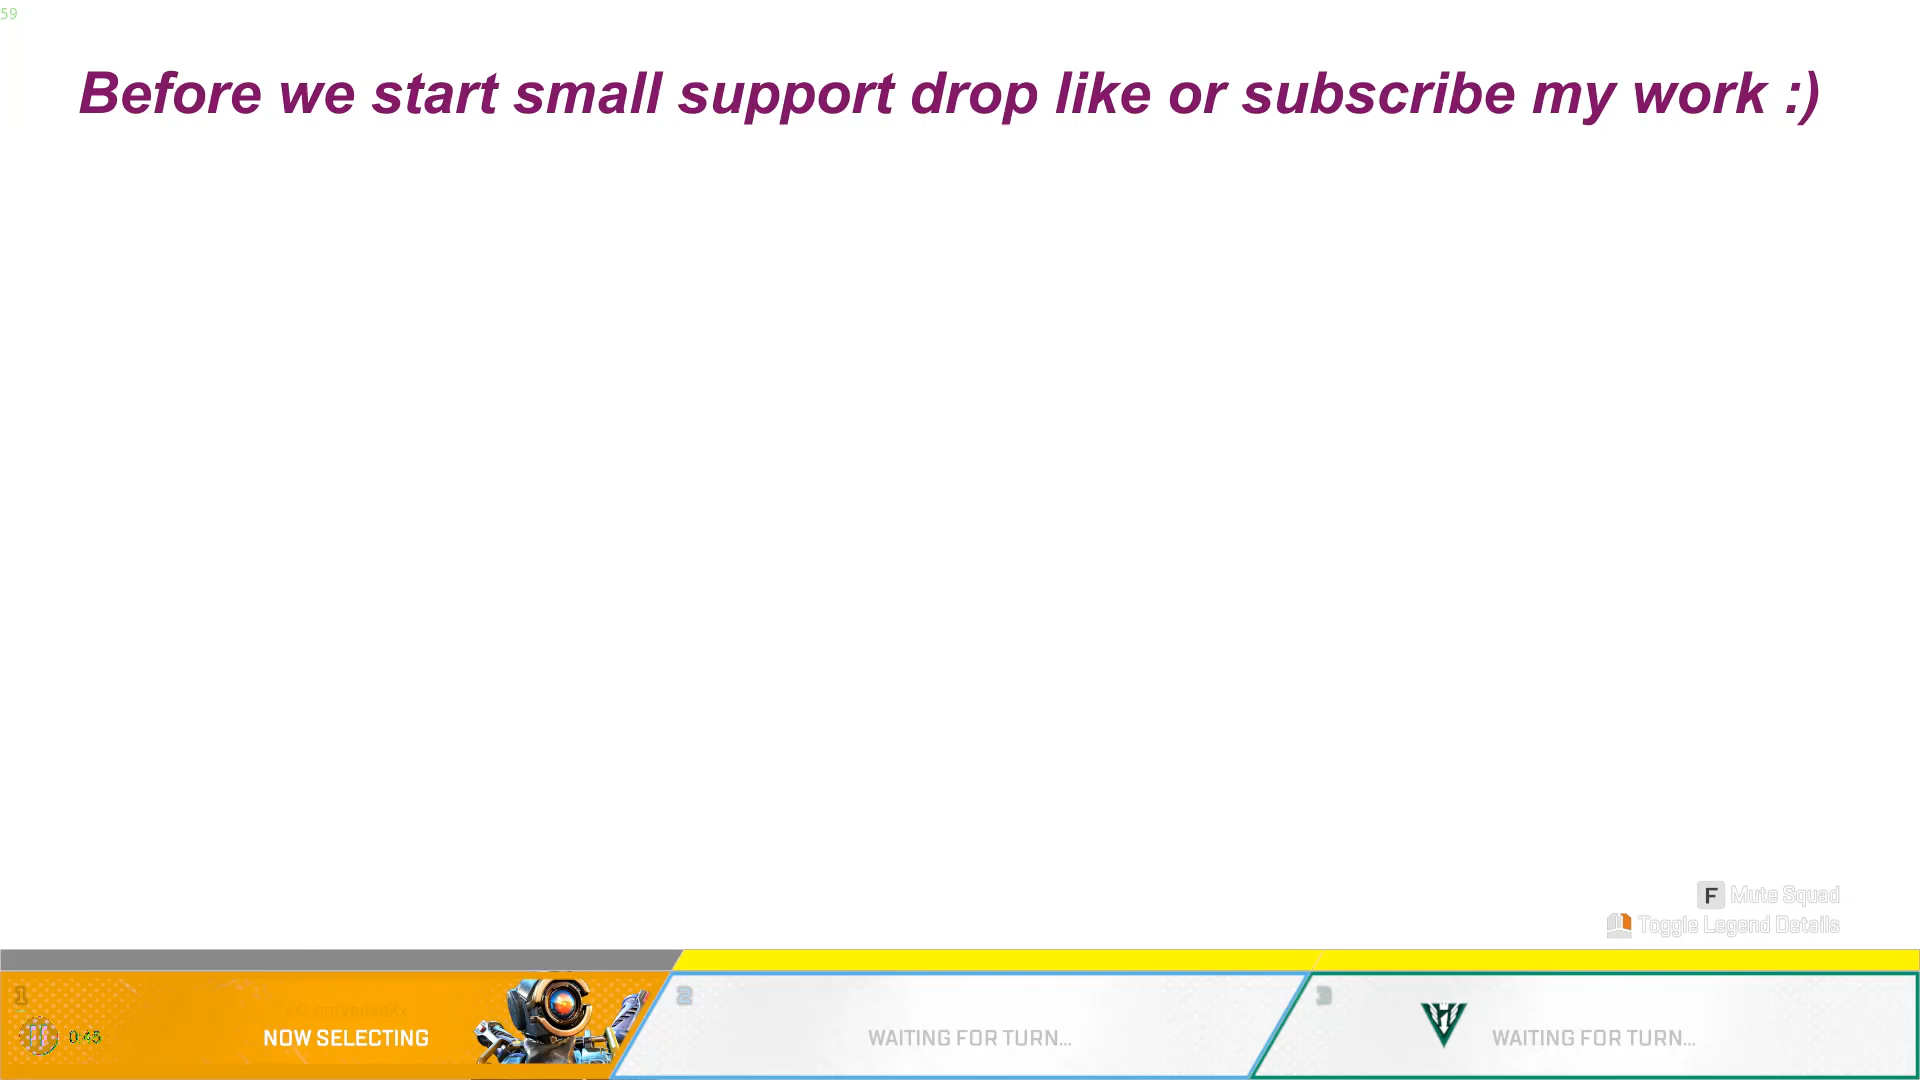 59
Before we start small support drop like or subscribe my work :)
F Mute Squad
Toggle Legend Details
1
0:45
NOW SELECTING
2
WAITING FOR TURN...
3
WAITING FOR TURN...